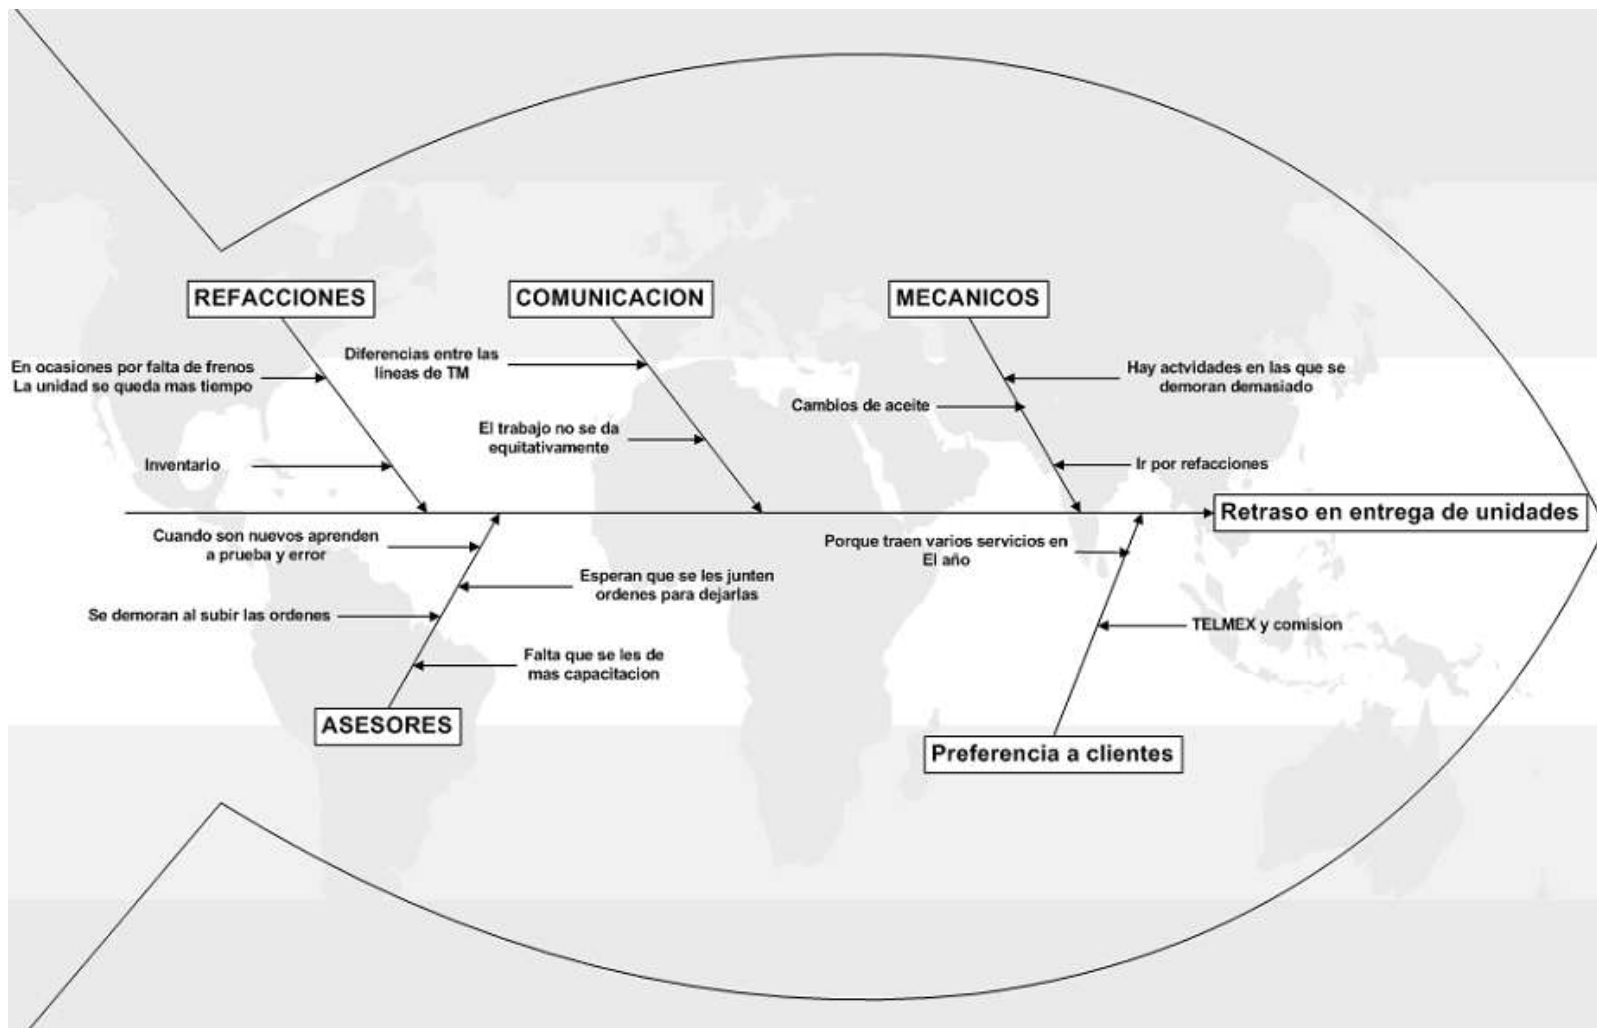 REFACCIONES
COMUNICACION
MECANICOS
En ocasiones por falta de frenos
La unidad se queda mas tiempo
Inventario
Diferencias entre las
lineas de TM
El trabajo no se da
equitativamente
Hay actvidades en las que se
demoran demasiado
Cambios de aceite
Ir por refacciones
Retraso en entrega de unidades
Cuando son nuevos aprenden
a prueba y error
Esperan que se les junten
ordenes para dejarlas
Se demoran al subir las ordenes
Falta que se les de
mas capacitacion
ASESORES
Porque traen varios servicios en
El año
TELMEX y comision
Preferencia a clientes